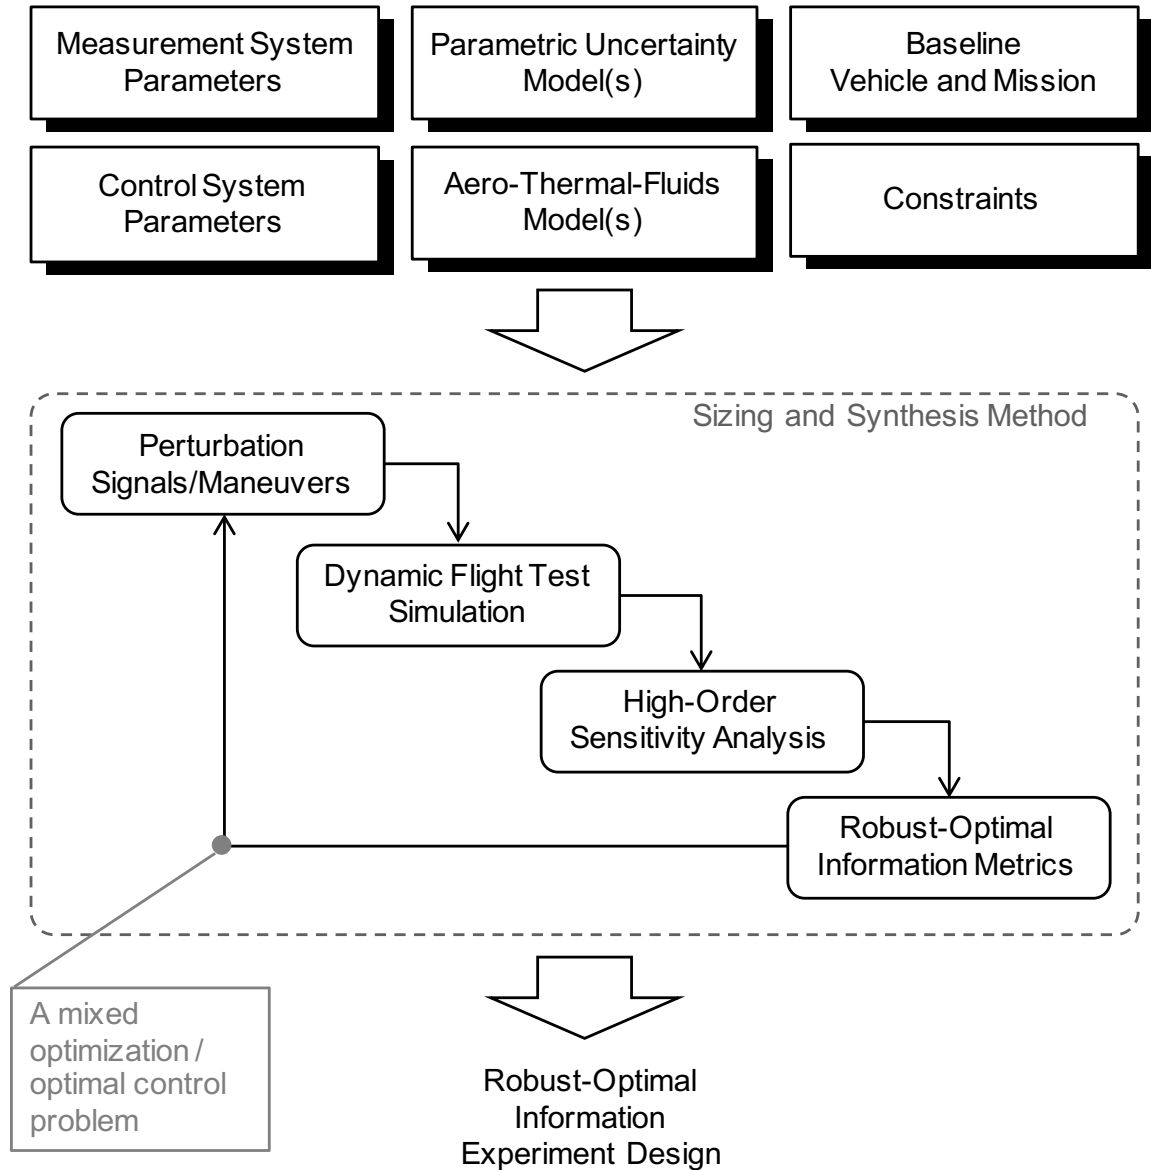 Measurement System
Parameters
Parametric Uncertainty
Model(s)
Baseline
Vehicle and Mission
Control System
Parameters
Aero-Thermal-Fluids
Model(s)
Constraints
Sizing and Synthesis Method
Perturbation
Signals/Maneuvers
Dynamic Flight Test
Simulation
High-Order
Sensitivity Analysis
Robust-Optimal
Information Metrics
A mixed
optimization /
optimal control
problem
Robust-Optimal
Information
Experiment Design